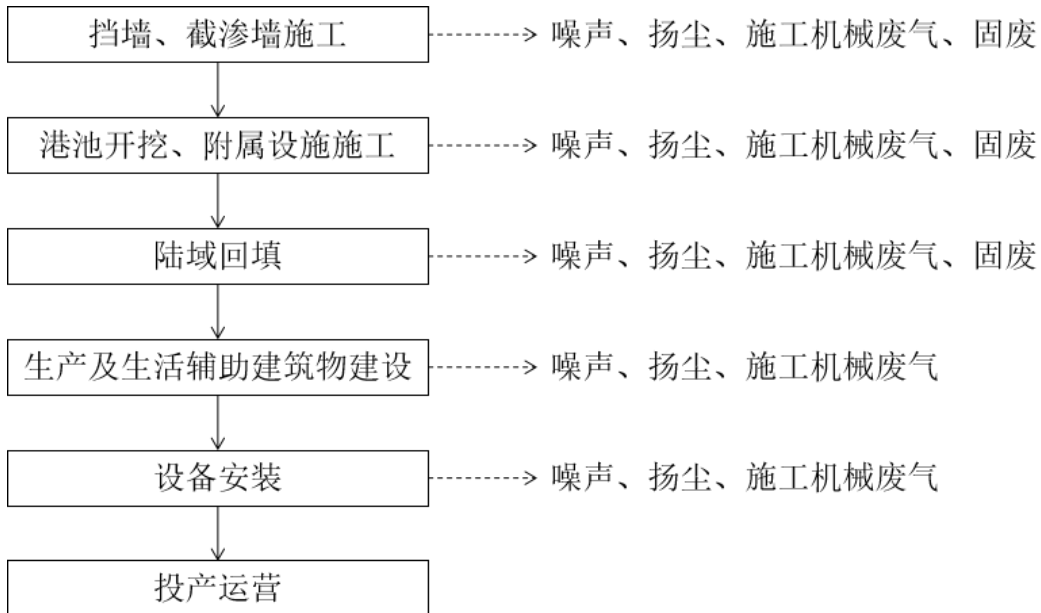 挡墙、截渗墙施工 噪声、扬尘、施工机械废气、固废
港池开挖、附属设施施工 噪声、扬尘、施工机械废气、固废
陆域回填 噪声、扬尘、施工机械废气、固废
生产及生活辅助建筑物建设 噪声、扬尘、施工机械废气
设备安装 噪声、扬尘、施工机械废气
投产运营